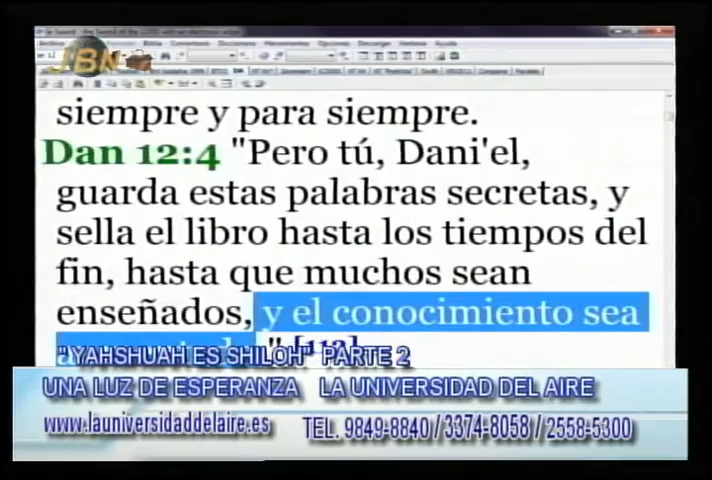 JBN
siempre y para siempre.
Dan 12:4 "Pero tú, Dani'el,
guarda estas palabras secretas, y
sella el libro hasta los tiempos del
fin, hasta que muchos sean
enseñados, y el conocimiento sea
"YAHSHUAH ES SHILOH" PARTE 2
UNA LUZ DE ESPERANZA LA UNIVERSIDAD DEL AIRE
www.launiversidaddelaire.es TEL. 9849-8840 / 3374-8058 / 2558-5300